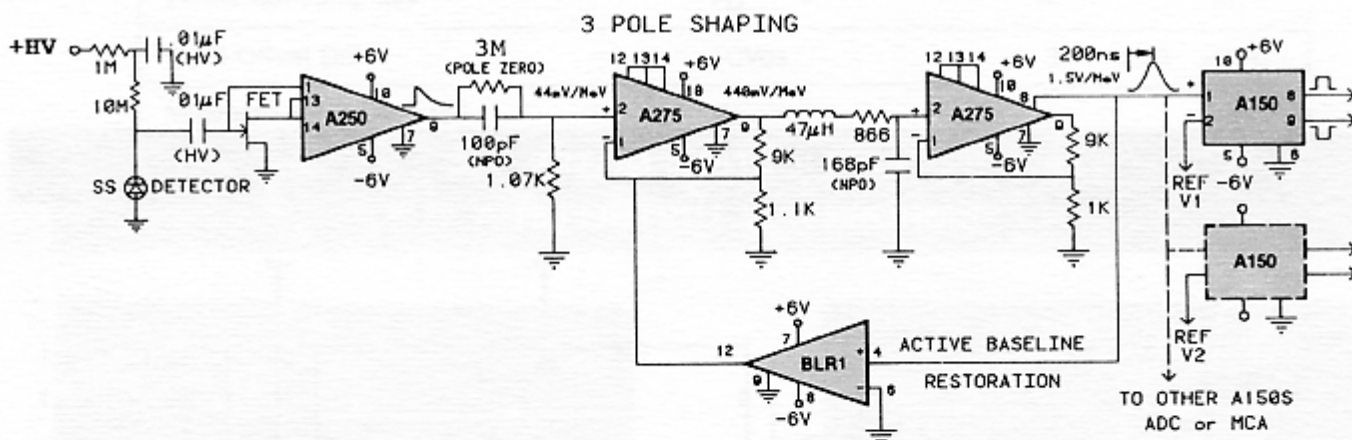 3 POLE SHAPING
+HV
1M
01µF
(HV)
10M
01µF
(HV)
SS
DETECTOR
FET
1
13
14
+6V
10
A250
7
9
5
-6V
3M
(POLE ZERO)
100pF
(NPO)
1.07K
44mV/MeV
12 13 14
+6V
10
+
2
-
1
A275
7
9
5
-6V
440mV/MeV
9K
1.1K
47µH
866
168pF
(NPO)
12 13 14
+6V
10
+
2
-
1
A275
8
7
9
5
-6V
9K
1K
200ns
1.5V/MeV
+6V
10
+
1
-
2
A150
8
9
5
6
-6V
REF
V1
A150
REF
V2
TO OTHER A150S
ADC or MCA
+6V
7
12
BLR1
+
4
-
6
9
8
-6V
ACTIVE BASELINE
RESTORATION